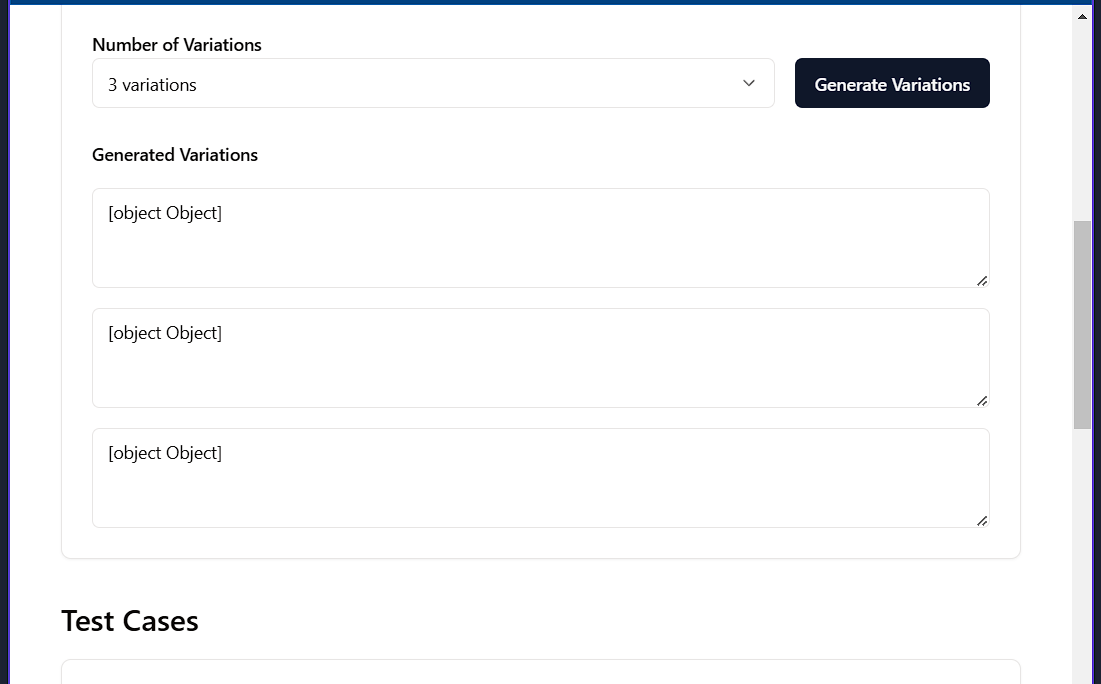 Number of Variations
3 variations
Generate Variations
Generated Variations
[object Object]
[object Object]
[object Object]
Test Cases